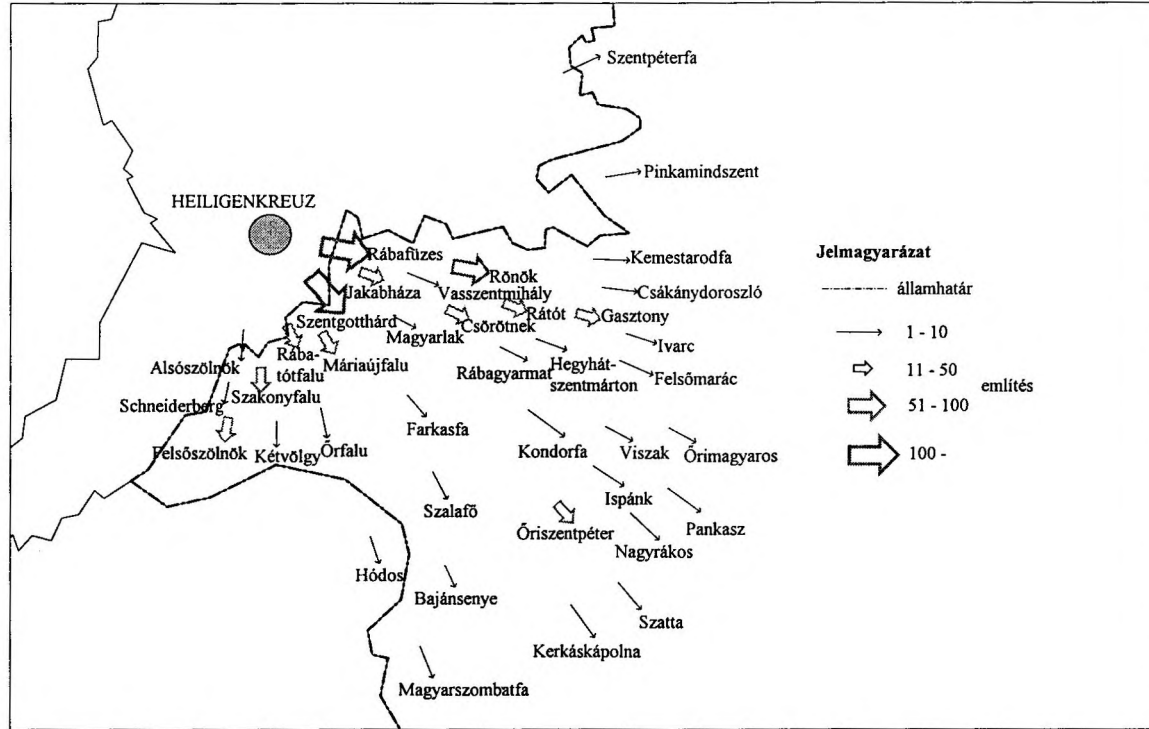 Szentpéterfa
Pinkamindszent
HEILIGENKREUZ
Rábafüzes
Kemestarodfa
Jelmagyarázat
Rönök
Jakabháza
Vasszentmihály
Csákánydoroszló
államhatár
Szentgotthárd
Rátót
Gasztony
Csörötnek
Magyarlak
1 - 10
Ivarc
Alsószölnök
Rába-
tótfalu
Máriaújfalu
Rábagyarmat
Hegyhát-
szentmárton
Felsőmarác
11 - 50
említés
Schneiderberg
Szakonyfalu
51 - 100
Farkasfa
Felsőszölnök
Kétvölgy
Őrfalu
Kondorfa
Viszak
Őrimagyaros
100 -
Ispánk
Szalafő
Őriszentpéter
Pankasz
Nagyrákos
Hódos
Bajánsenye
Szatta
Kerkáskápolna
Magyarszombatfa